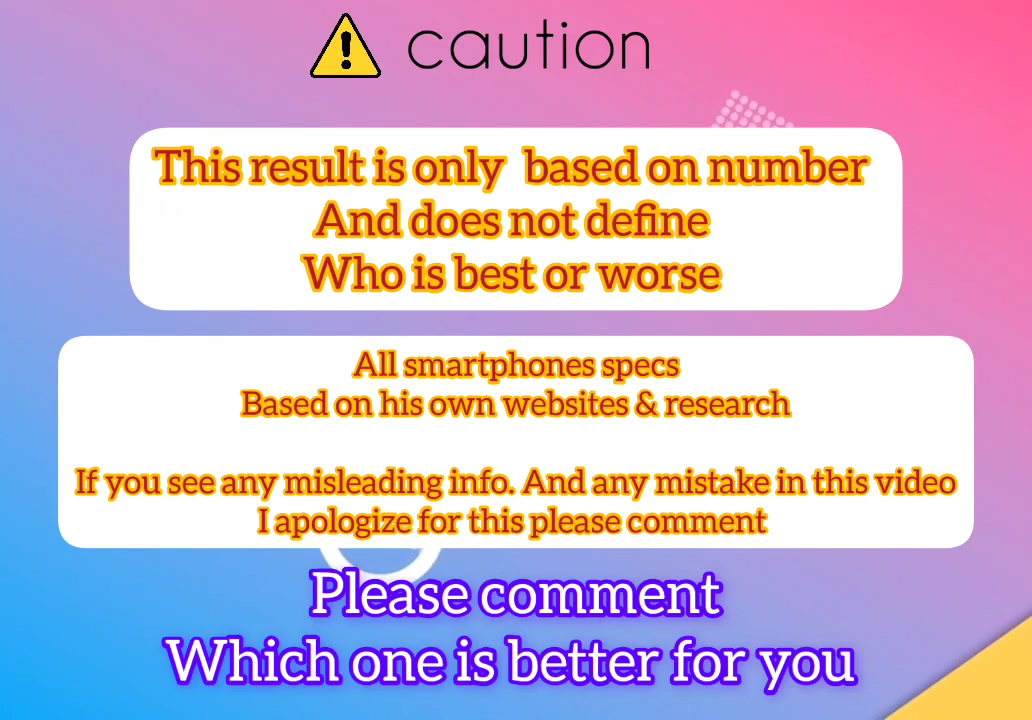 caution
This result is only based on number
And does not define
Who is best or worse
All smartphones specs
Based on his own websites & research
If you see any misleading info. And any mistake in this video
I apologize for this please comment
Please comment
Which one is better for you